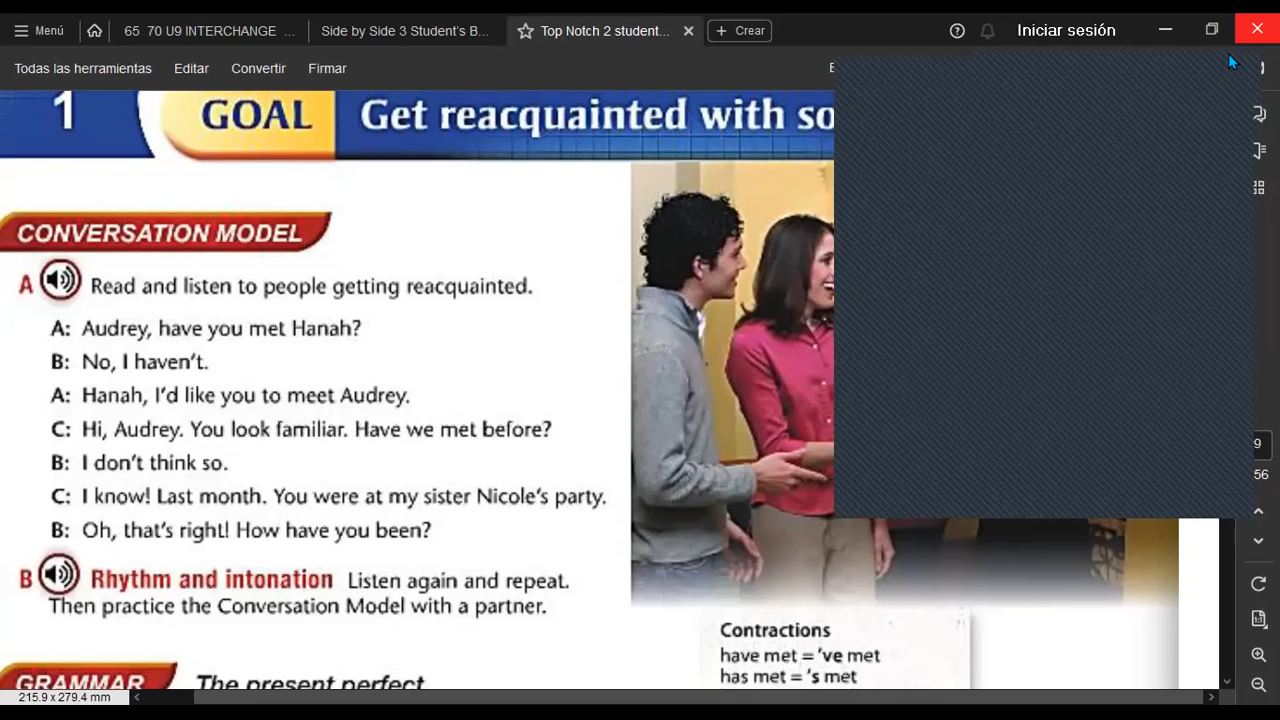 Menú
65 70 U9 INTERCHANGE ...
Side by Side 3 Student's B...
Top Notch 2 student...
Crear
Iniciar sesión
Todas las herramientas
Editar
Convertir
Firmar
1
GOAL
Get reacquainted with so
CONVERSATION MODEL
A Read and listen to people getting reacquainted.
A: Audrey, have you met Hanah?
B: No, I haven't.
A: Hanah, I'd like you to meet Audrey.
C: Hi, Audrey. You look familiar. Have we met before?
B: I don't think so.
C: I know! Last month. You were at my sister Nicole's party.
B: Oh, that's right! How have you been?
B Rhythm and intonation Listen again and repeat.
Then practice the Conversation Model with a partner.
Contractions
have met = 've met
has met = 's met
GRAMMAR The present perfect
9
56
215.9 x 279.4 mm